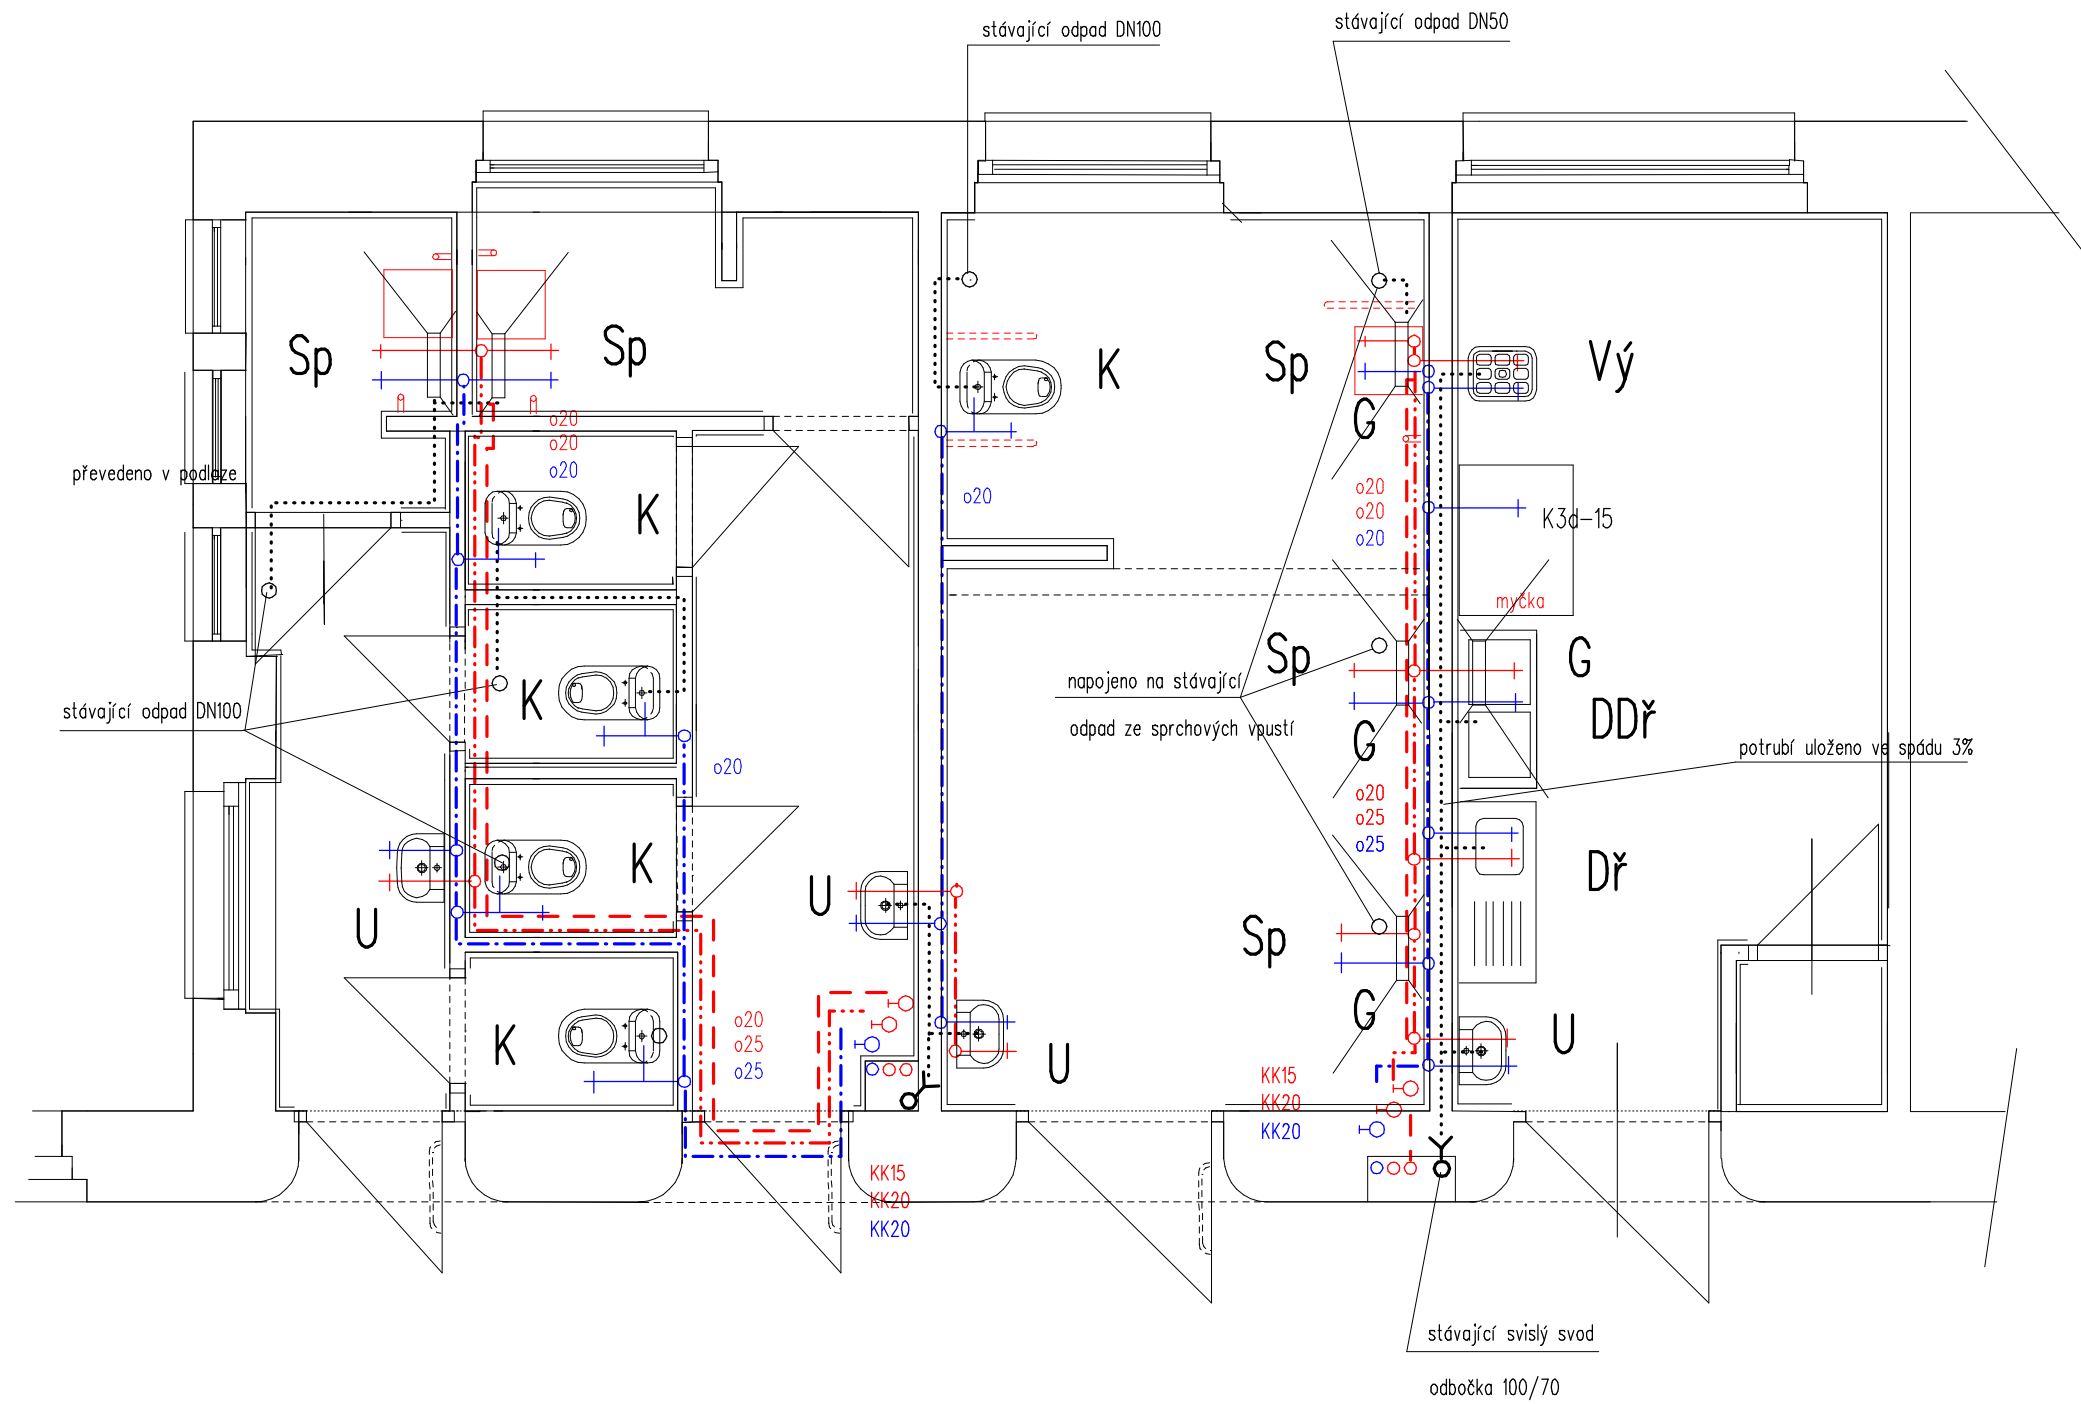 stávající odpad DN100
stávající odpad DN50
Sp
Sp
K
Sp
Vý
G
o20
o20
o20
převedeno v podlaze
K
o20
o20
o20
o20
K3d-15
myčka
Sp
G
K
napojeno na stávající
odpad ze sprchových vpustí
stávající odpad DN100
DDř
G
potrubí uloženo ve spádu 3%
o20
o20
o25
o25
K
Dř
U
U
Sp
G
K
o20
o25
o25
U
U
KK15
KK20
KK20
KK15
KK20
KK20
stávající svislý svod
odbočka 100/70